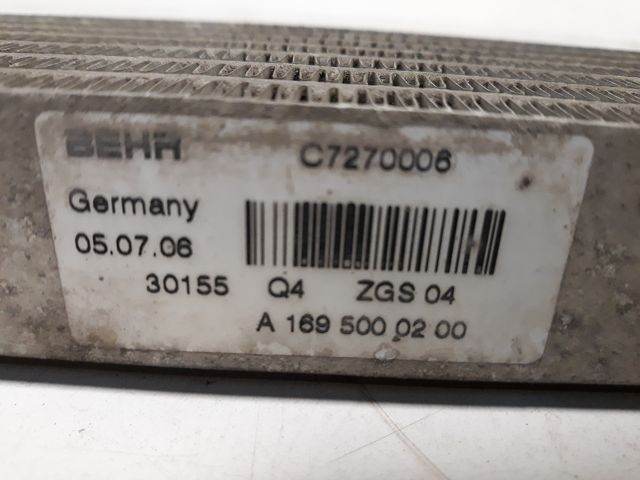 BEHR C7270006
Germany
05.07.06
30155 Q4 ZGS 04
A 169 500 02 00